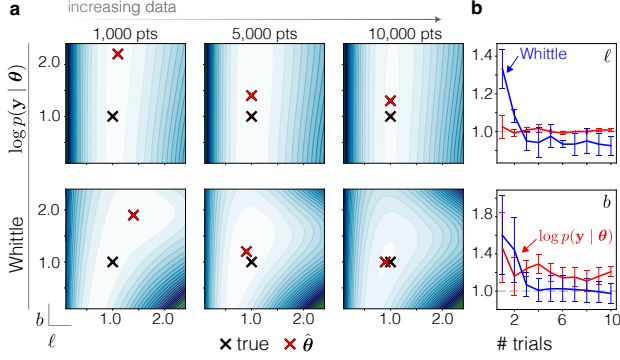 a
increasing data
b
1,000 pts
5,000 pts
10,000 pts
log p(y | θ)
2.0
1.0
Whittle
2.0
1.0
b
ℓ
1.0 2.0
1.0 2.0
1.0 2.0
true
θ̂
1.4
1.2
1.0
Whittle
ℓ
1.8
1.4
1.0
b
log p(y | θ)
2 4 6 8 10
# trials